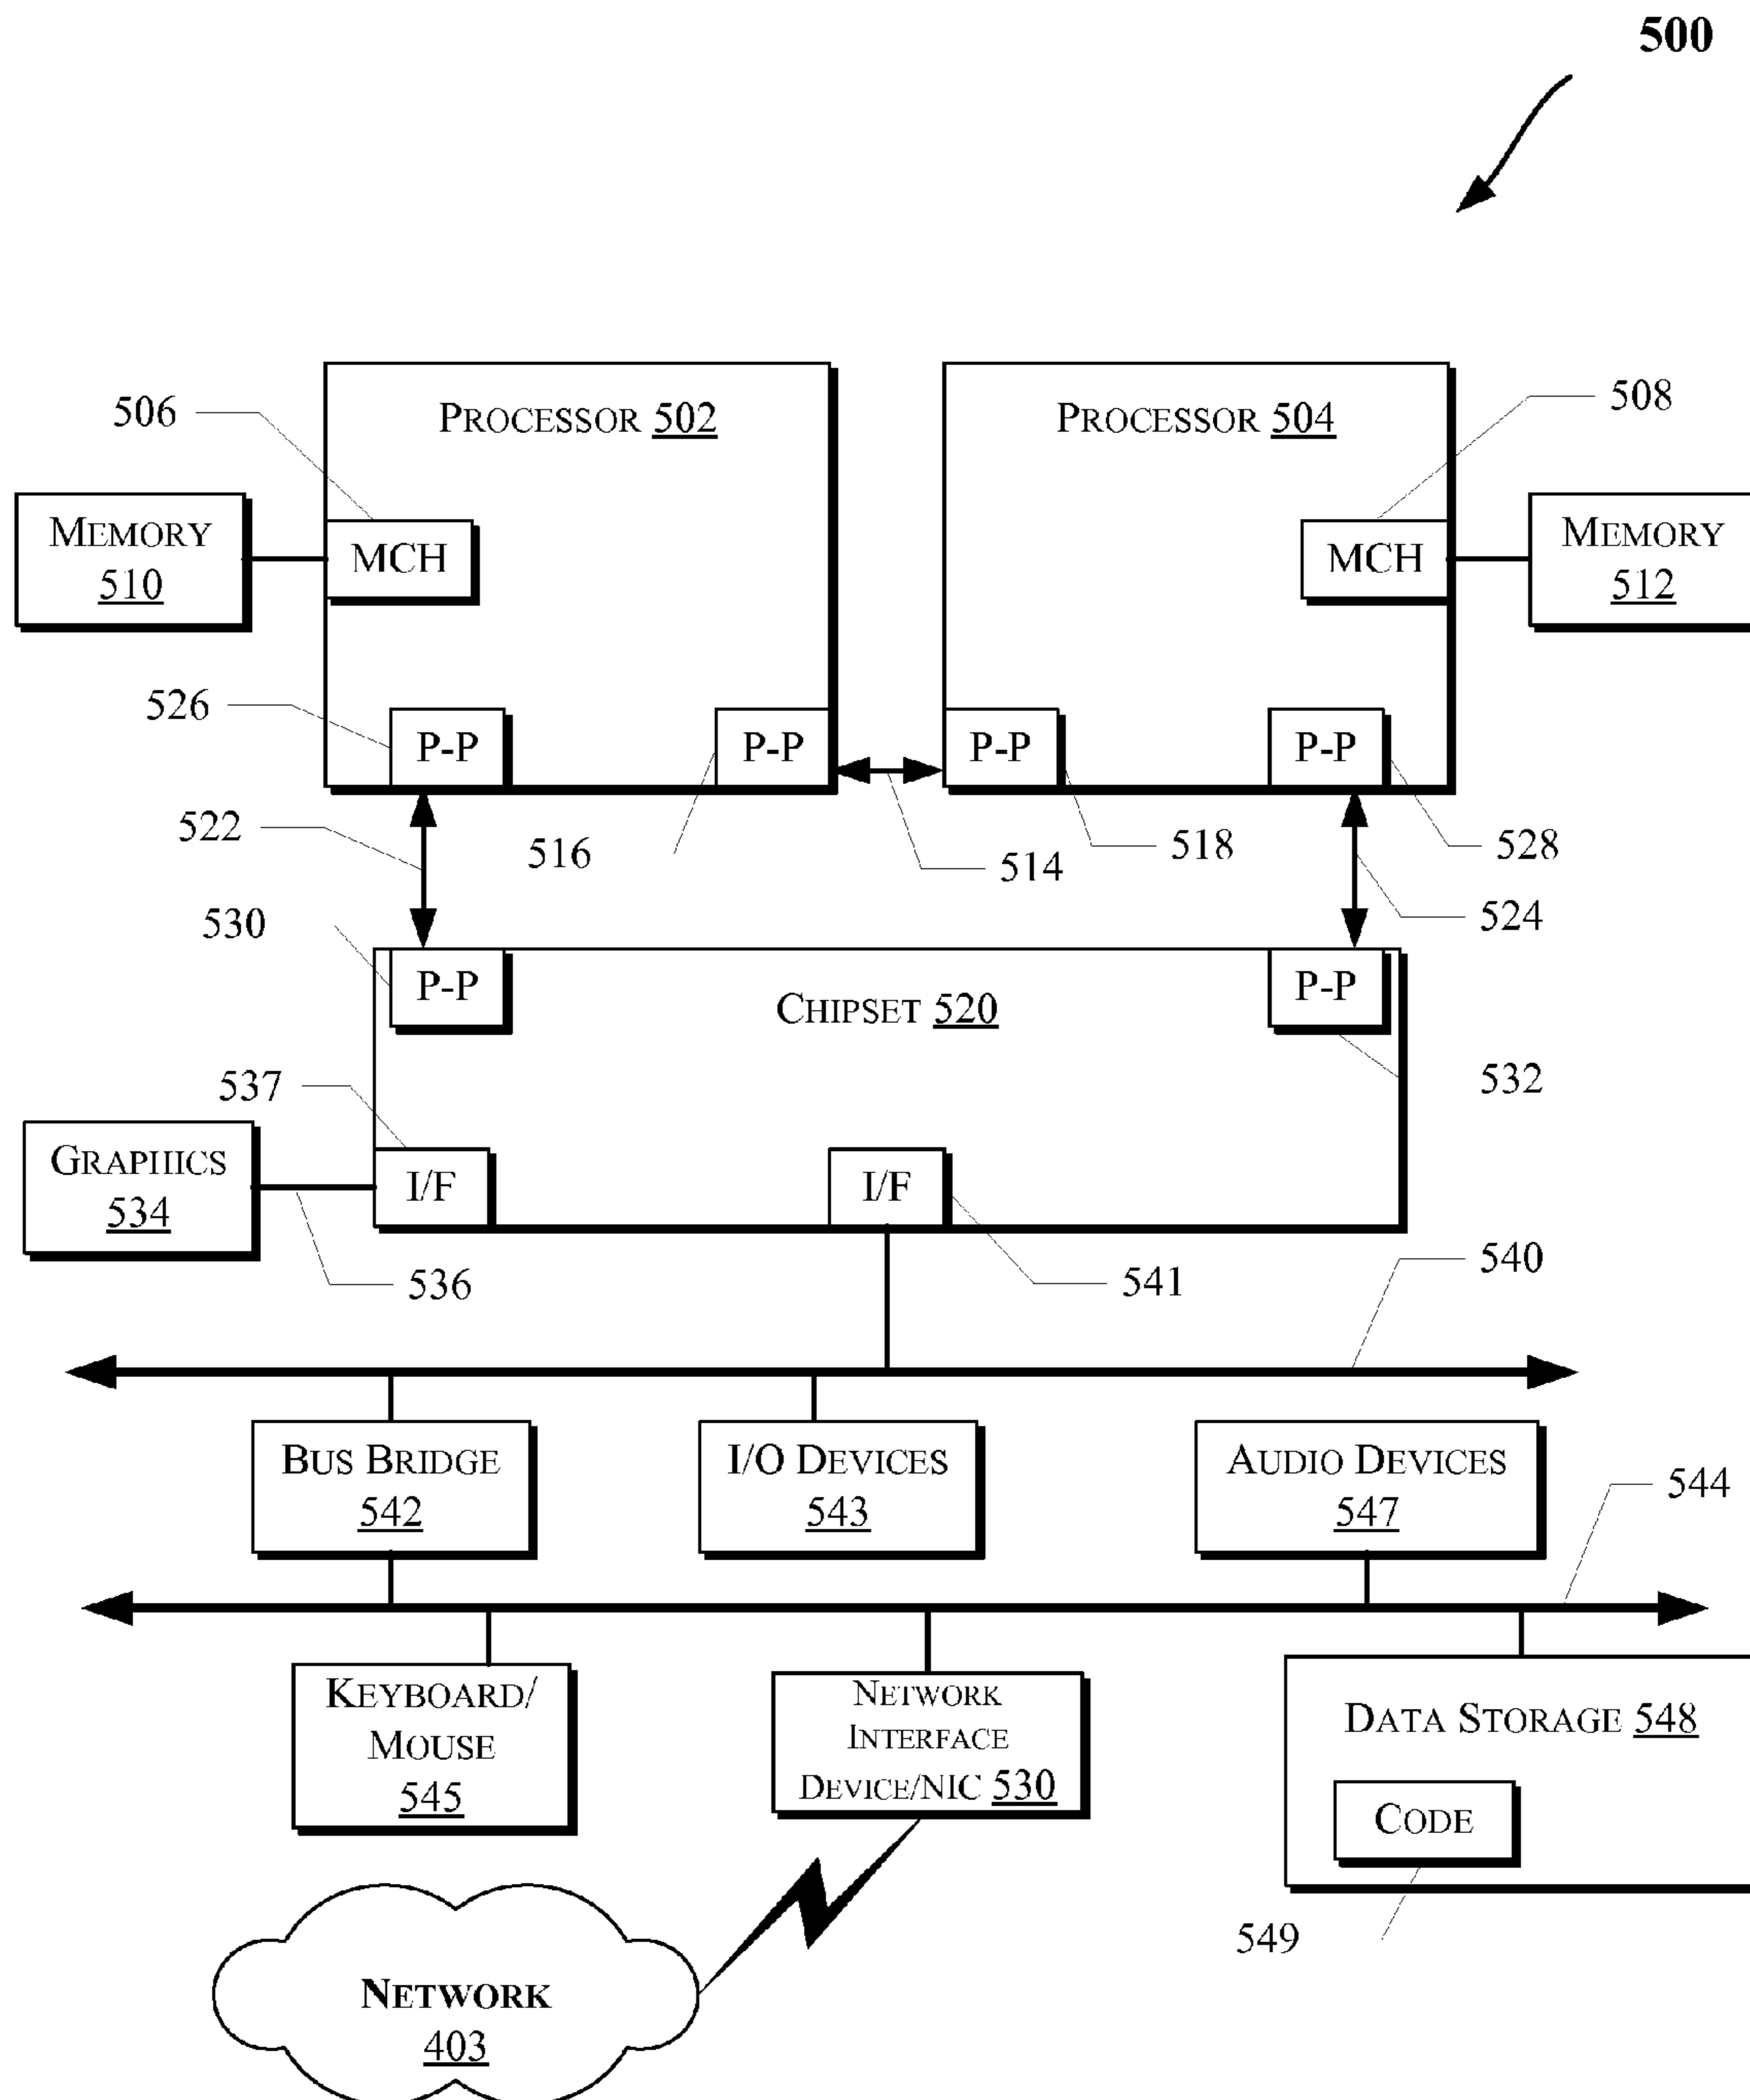 500
PROCESSOR 502
PROCESSOR 504
506
508
MEMORY
510
MCH
MCH
MEMORY
512
526
P-P
P-P
P-P
P-P
522
516
514
518
528
524
530
P-P
CHIPSET 520
P-P
537
532
GRAPHICS
534
I/F
I/F
536
541
540
BUS BRIDGE
542
I/O DEVICES
543
AUDIO DEVICES
547
544
KEYBOARD/
MOUSE
545
NETWORK
INTERFACE
DEVICE/NIC 530
DATA STORAGE 548
CODE
549
NETWORK
403